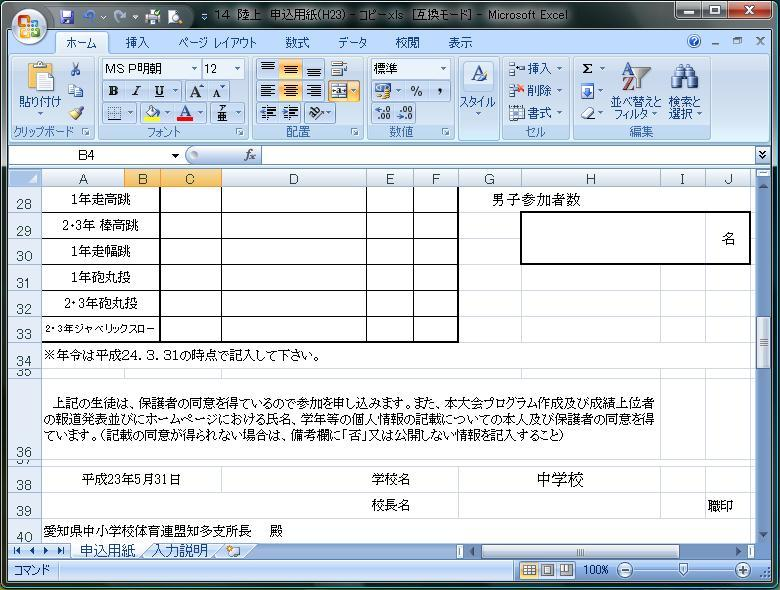 14 陸上 申込用紙(H23) - コピー.xls [互換モード] - Microsoft Excel
ホーム 挿入 ページ レイアウト 数式 データ 校閲 表示
MS P明朝 12 標準 挿入 Σ
貼り付け B I U A A スタイル 削除 並べ替えと フィルタ 検索と 選択
% , 書式
クリップボード フォント 配置 数値 セル 編集
B4 fx
A B C D E F G H I J
28 1年走高跳 男子参加者数
29 2・3年 棒高跳 名
30 1年走幅跳
31 1年砲丸投
32 2・3年砲丸投
33 2・3年ジャベリックスロー
34 ※年令は平成24.3.31の時点で記入して下さい。
35
上記の生徒は、保護者の同意を得ているので参加を申し込みます。また、本大会プログラム作成及び成績上位者
の報道発表並びにホームページにおける氏名、学年等の個人情報の記載についての本人及び保護者の同意を得
36 ています。(記載の同意が得られない場合は、備考欄に「否」又は公開しない情報を記入すること)
37
38 平成23年5月31日 学校名 中学校
39 校長名 職印
40 愛知県中小学校体育連盟知多支所長 殿
申込用紙 入力説明
コマンド 100%